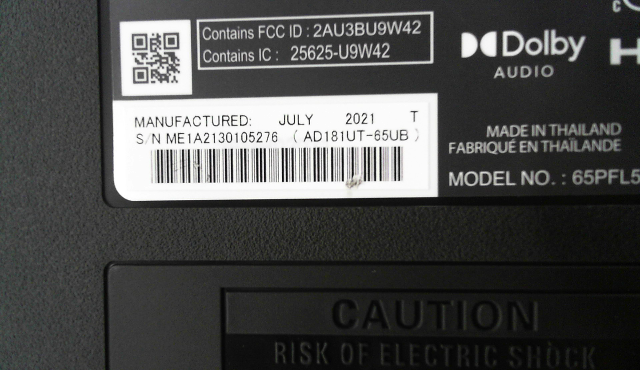 Contains FCC ID : 2AU3BU9W42
Contains IC : 25625-U9W42
Dolby
AUDIO
MANUFACTURED: JULY 2021 T
S/N ME1A2130105276 ( AD181UT-65UB )
MADE IN THAILAND
FABRIQUÉ EN THAÏLANDE
MODEL NO. : 65PFL5
CAUTION
RISK OF ELECTRIC SHOCK